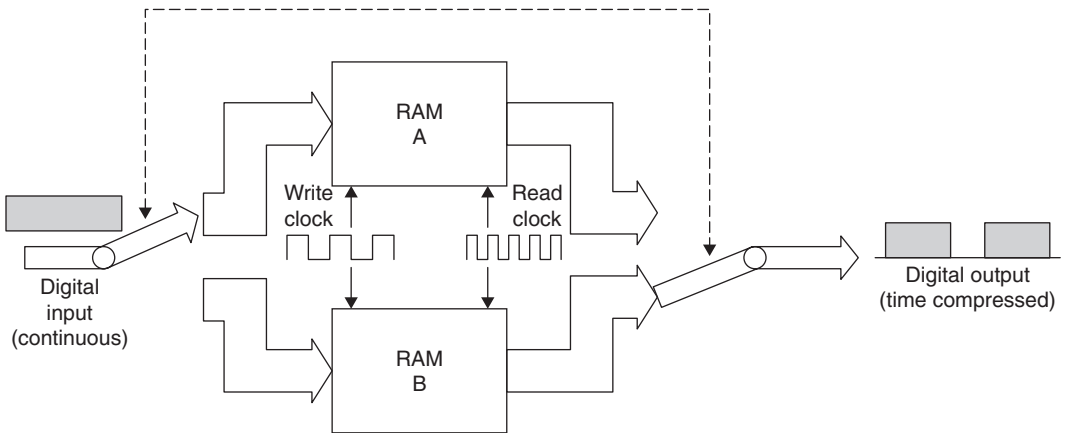 RAM
A
Write
clock
Read
clock
Digital
input
(continuous)
Digital output
(time compressed)
RAM
B